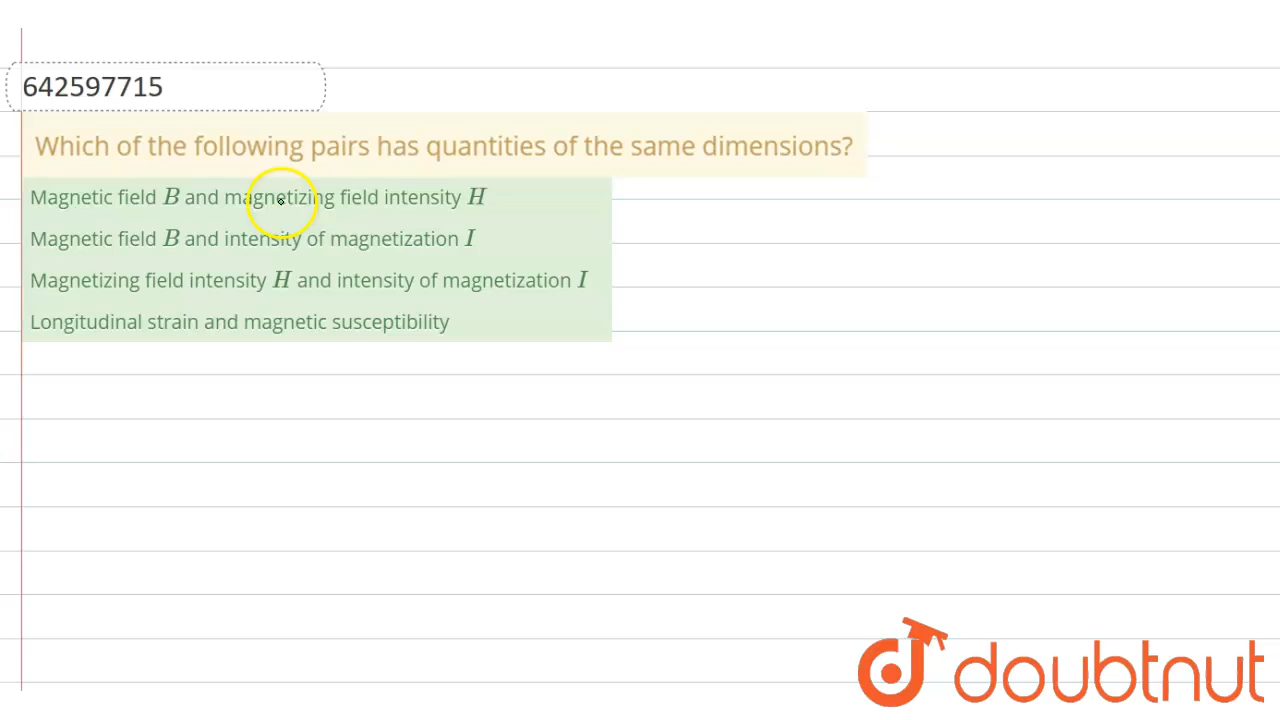 642597715
Which of the following pairs has quantities of the same dimensions?
Magnetic field B and magnetizing field intensity H
Magnetic field B and intensity of magnetization I
Magnetizing field intensity H and intensity of magnetization I
Longitudinal strain and magnetic susceptibility
doubtnut